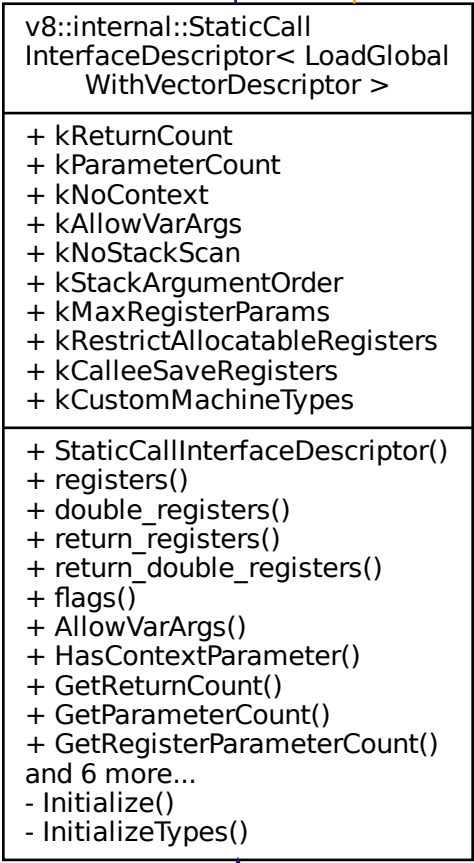 v8::internal::StaticCall
InterfaceDescriptor< LoadGlobal
WithVectorDescriptor >
+ kReturnCount
+ kParameterCount
+ kNoContext
+ kAllowVarArgs
+ kNoStackScan
+ kStackArgumentOrder
+ kMaxRegisterParams
+ kRestrictAllocatableRegisters
+ kCalleeSaveRegisters
+ kCustomMachineTypes
+ StaticCallInterfaceDescriptor()
+ registers()
+ double_registers()
+ return_registers()
+ return_double_registers()
+ flags()
+ AllowVarArgs()
+ HasContextParameter()
+ GetReturnCount()
+ GetParameterCount()
+ GetRegisterParameterCount()
and 6 more...
- Initialize()
- InitializeTypes()